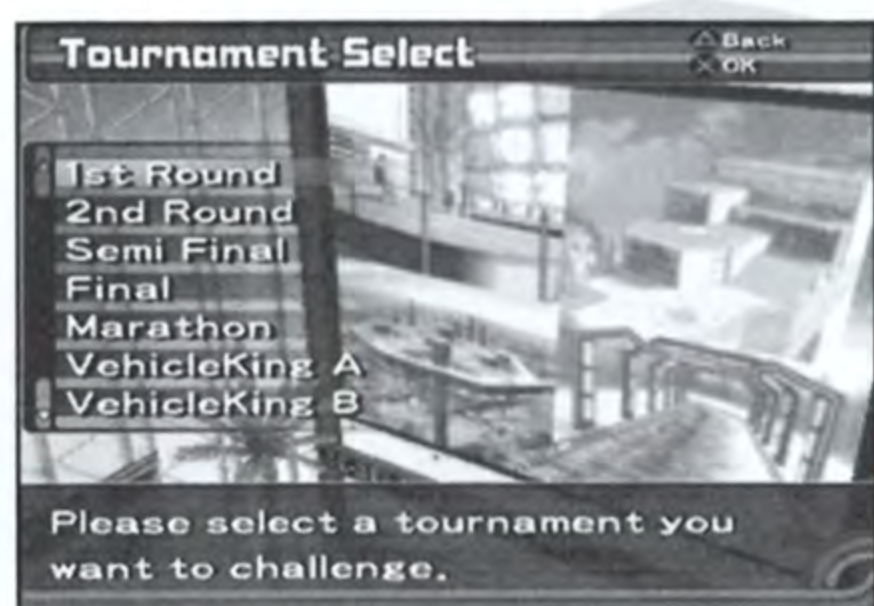 Tournament Select
△Back
×OK
1st Round
2nd Round
Semi Final
Final
Marathon
VehicleKing A
VehicleKing B
Please select a tournament you
want to challenge.